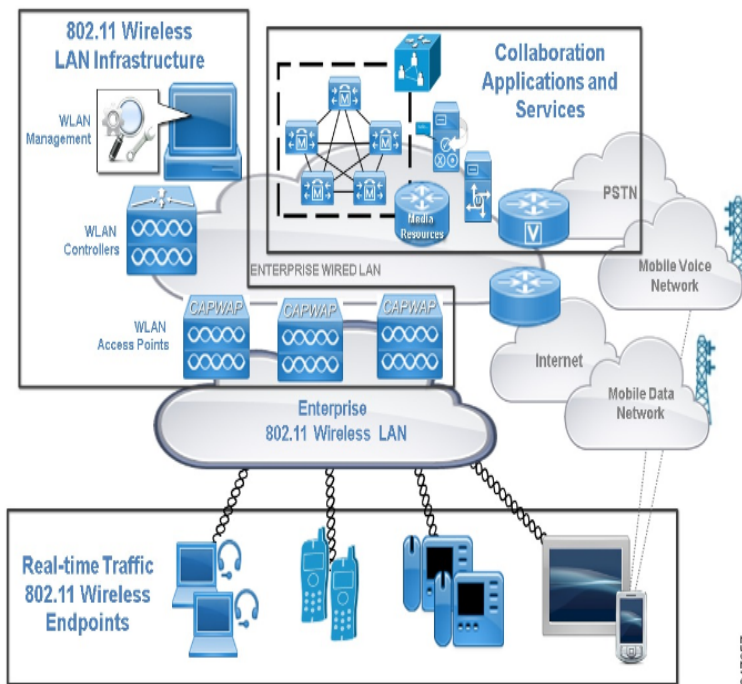 802.11 Wireless
LAN Infrastructure
WLAN
Management
WLAN
Controllers
WLAN
Access Points
Collaboration
Applications and
Services
M
M
M
M
M
Media
Resources
V
PSTN
Mobile Voice
Network
ENTERPRISE WIRED LAN
CAPWAP
CAPWAP
CAPWAP
Internet
Mobile Data
Network
Enterprise
802.11 Wireless LAN
Real-time Traffic
802.11 Wireless
Endpoints